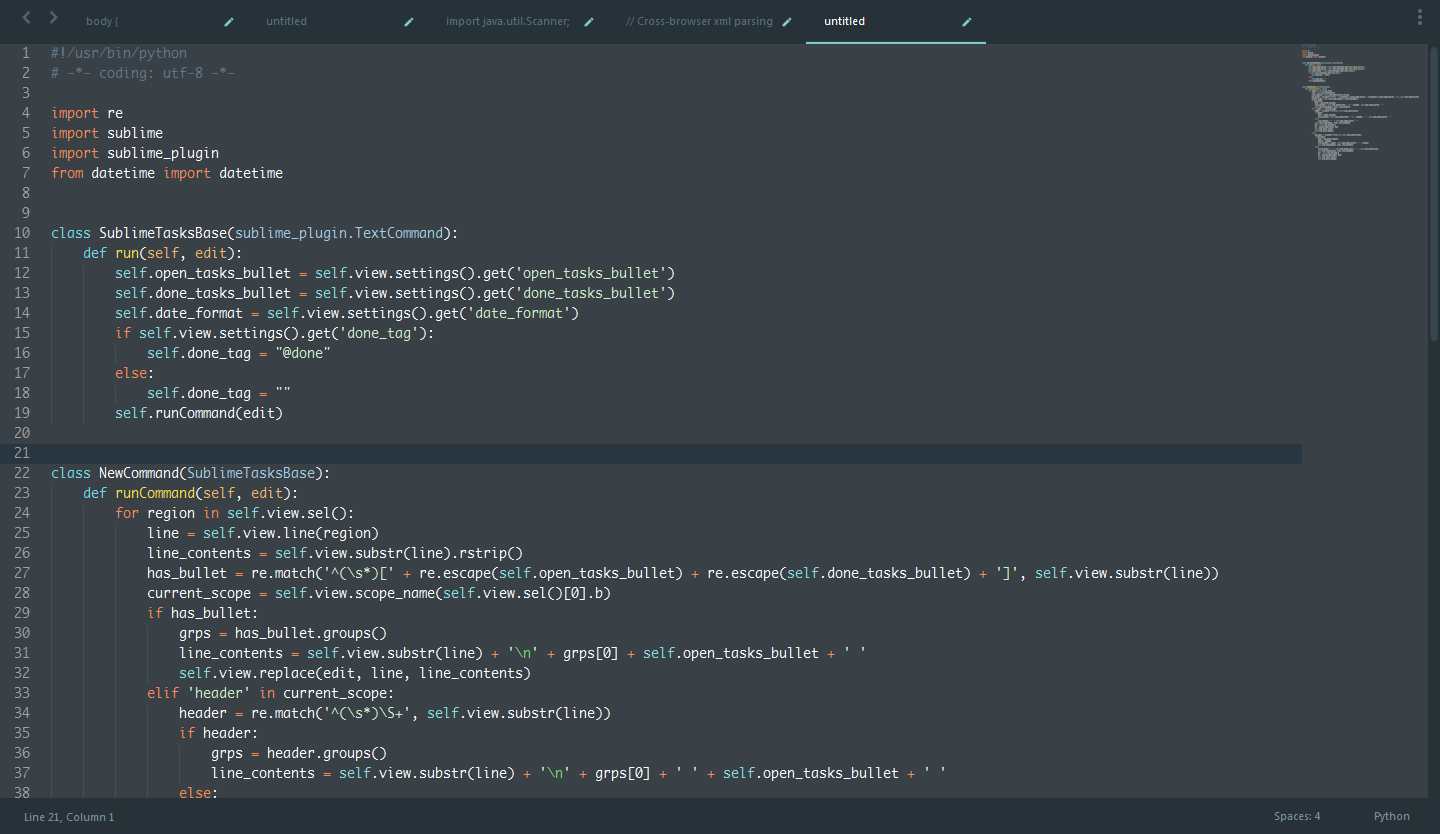 body {
untitled
import java.util.Scanner;
// Cross-browser xml parsing
untitled
1 #!/usr/bin/python
2 # -*- coding: utf-8 -*-
3
4 import re
5 import sublime
6 import sublime_plugin
7 from datetime import datetime
8
9
10 class SublimeTasksBase(sublime_plugin.TextCommand):
11     def run(self, edit):
12         self.open_tasks_bullet = self.view.settings().get('open_tasks_bullet')
13         self.done_tasks_bullet = self.view.settings().get('done_tasks_bullet')
14         self.date_format = self.view.settings().get('date_format')
15         if self.view.settings().get('done_tag'):
16             self.done_tag = "@done"
17         else:
18             self.done_tag = ""
19         self.runCommand(edit)
20
21
22 class NewCommand(SublimeTasksBase):
23     def runCommand(self, edit):
24         for region in self.view.sel():
25             line = self.view.line(region)
26             line_contents = self.view.substr(line).rstrip()
27             has_bullet = re.match('^(\s*)[' + re.escape(self.open_tasks_bullet) + re.escape(self.done_tasks_bullet) + ']', self.view.substr(line))
28             current_scope = self.view.scope_name(self.view.sel()[0].b)
29             if has_bullet:
30                 grps = has_bullet.groups()
31                 line_contents = self.view.substr(line) + '\n' + grps[0] + self.open_tasks_bullet + ' '
32                 self.view.replace(edit, line, line_contents)
33             elif 'header' in current_scope:
34                 header = re.match('^(\s*)\S+', self.view.substr(line))
35                 if header:
36                     grps = header.groups()
37                     line_contents = self.view.substr(line) + '\n' + grps[0] + ' ' + self.open_tasks_bullet + ' '
38                 else:
Line 21, Column 1
Spaces: 4
Python